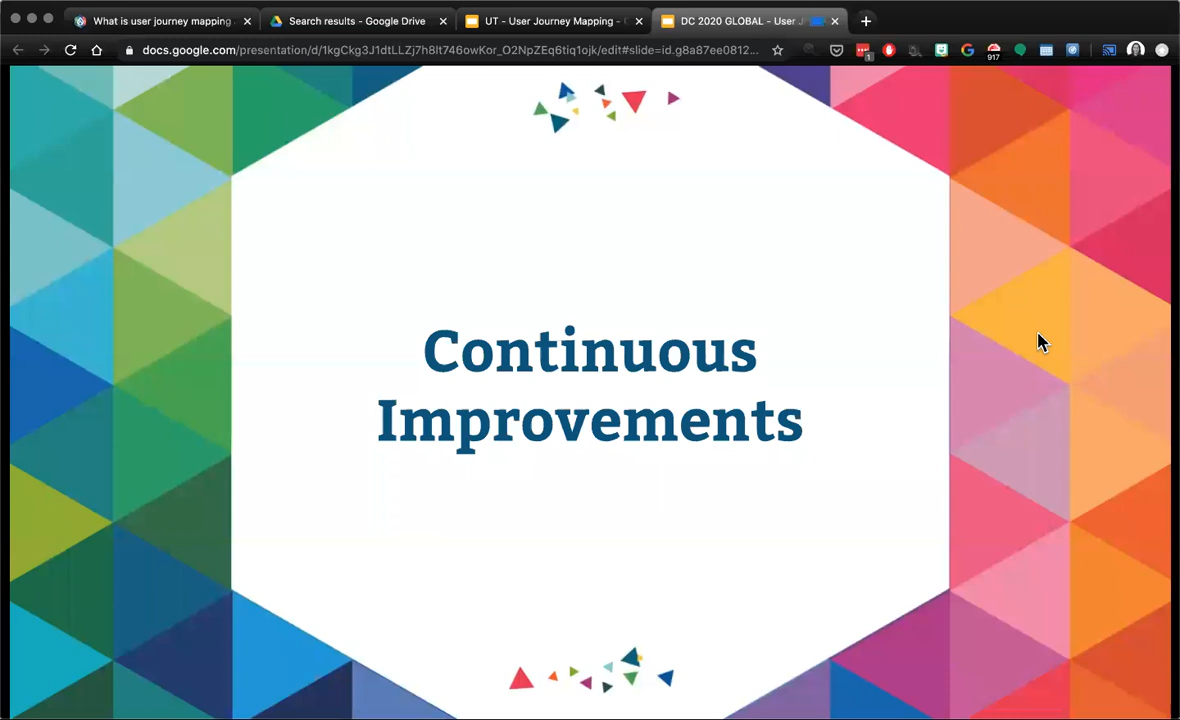 What is user journey mapping
Search results - Google Drive
UT - User Journey Mapping -
DC 2020 GLOBAL - User
docs.google.com/presentation/d/1kgCkg3J1dtLLZj7h8lt746owKor_O2NpZEq6tiq1ojk/edit#slide=id.g8a87ee0812...
1
917
Continuous
Improvements